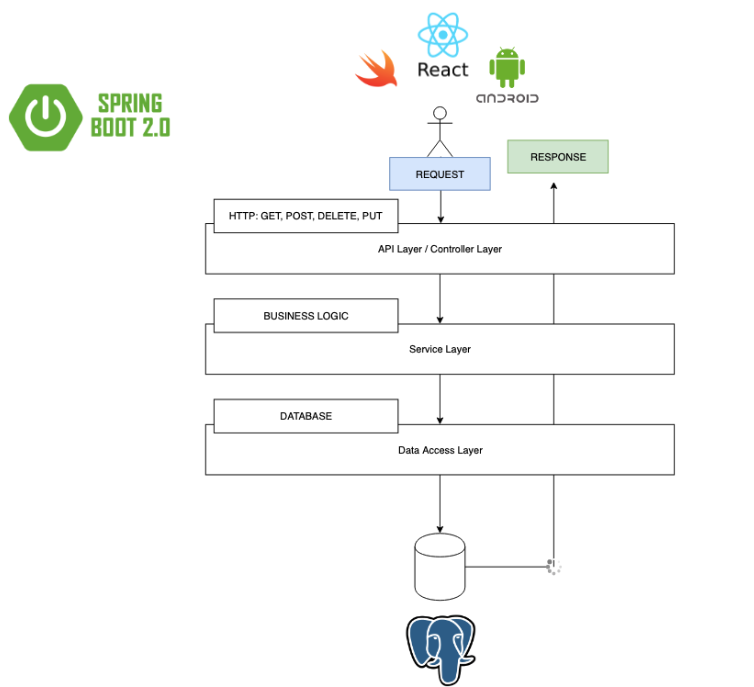 React
ANDROID
SPRING
BOOT 2.0
RESPONSE
REQUEST
HTTP: GET, POST, DELETE, PUT
API Layer / Controller Layer
BUSINESS LOGIC
Service Layer
DATABASE
Data Access Layer